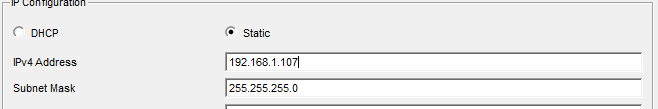 IP Configuration
DHCP Static
IPv4 Address 192.168.1.107
Subnet Mask 255.255.255.0